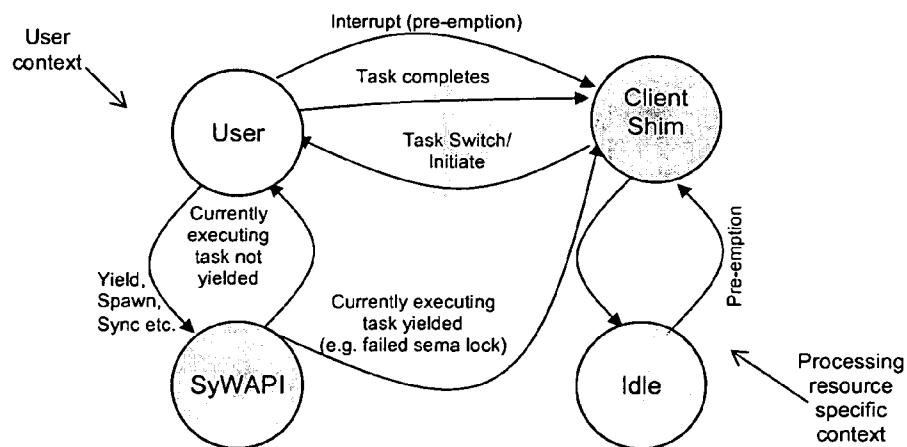 Interrupt (pre-emption)
User
context
Task completes
User
Client
Shim
Task Switch/
Initiate
Currently
executing
task not
yielded
Pre-emption
Yield,
Spawn,
Sync etc.
Currently executing
task yielded
(e.g. failed sema lock)
SyWAPI
Idle
Processing
resource
specific
context